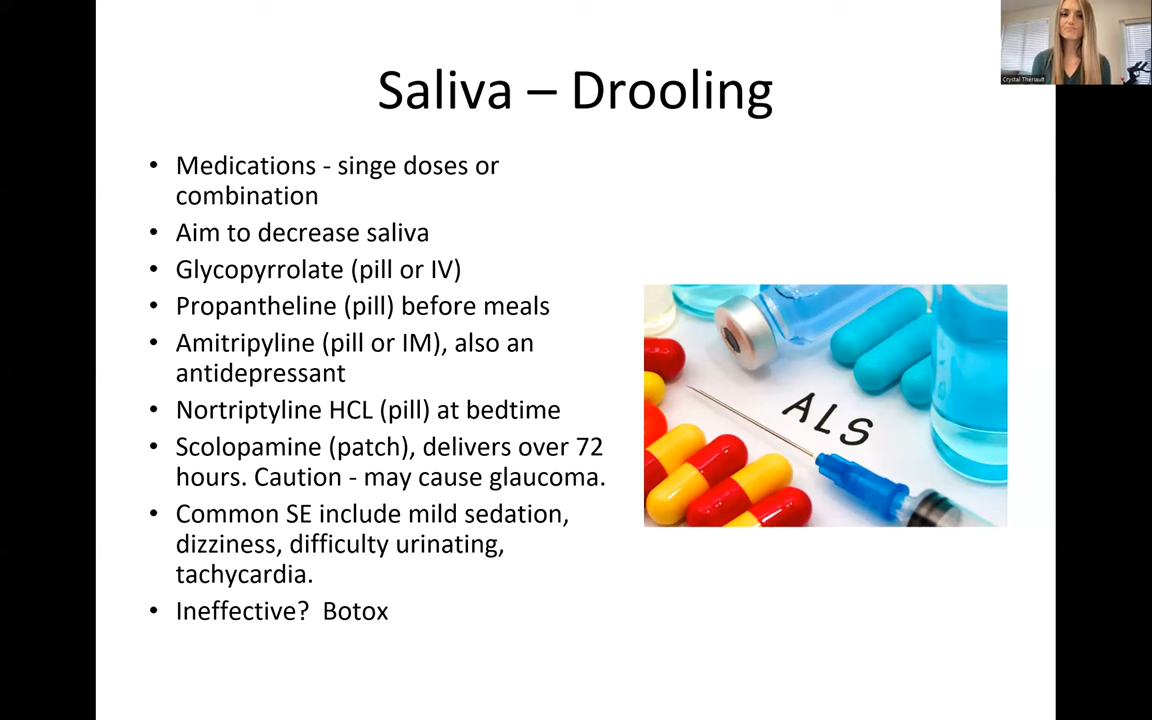 Saliva – Drooling
• Medications - singe doses or
combination
• Aim to decrease saliva
• Glycopyrrolate (pill or IV)
• Propantheline (pill) before meals
• Amitripyline (pill or IM), also an
antidepressant
• Nortriptyline HCL (pill) at bedtime
• Scolopamine (patch), delivers over 72
hours. Caution - may cause glaucoma.
• Common SE include mild sedation,
dizziness, difficulty urinating,
tachycardia.
• Ineffective?  Botox
ALS
Crystal Theriault